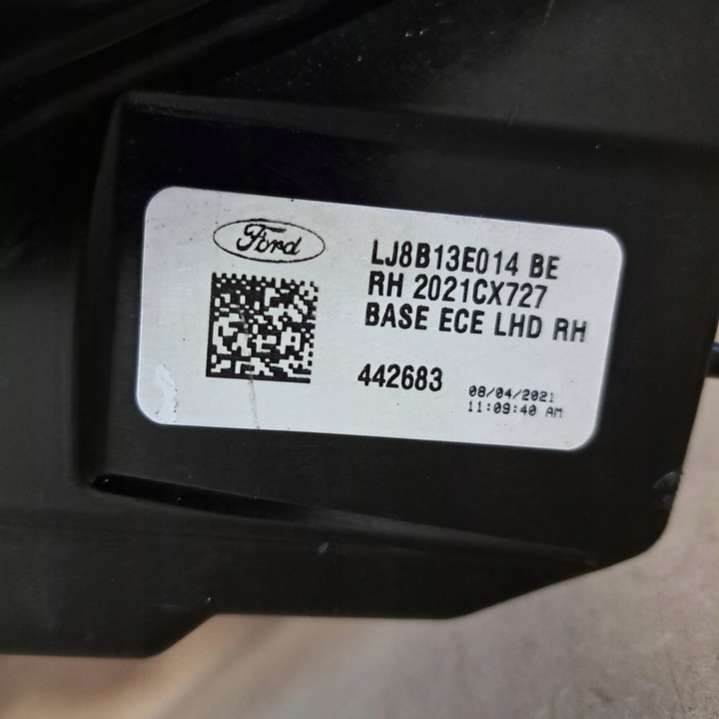 Ford
LJ8B13E014 BE
RH 2021CX727
BASE ECE LHD RH
442683
08/04/2021
11:09:40 AM